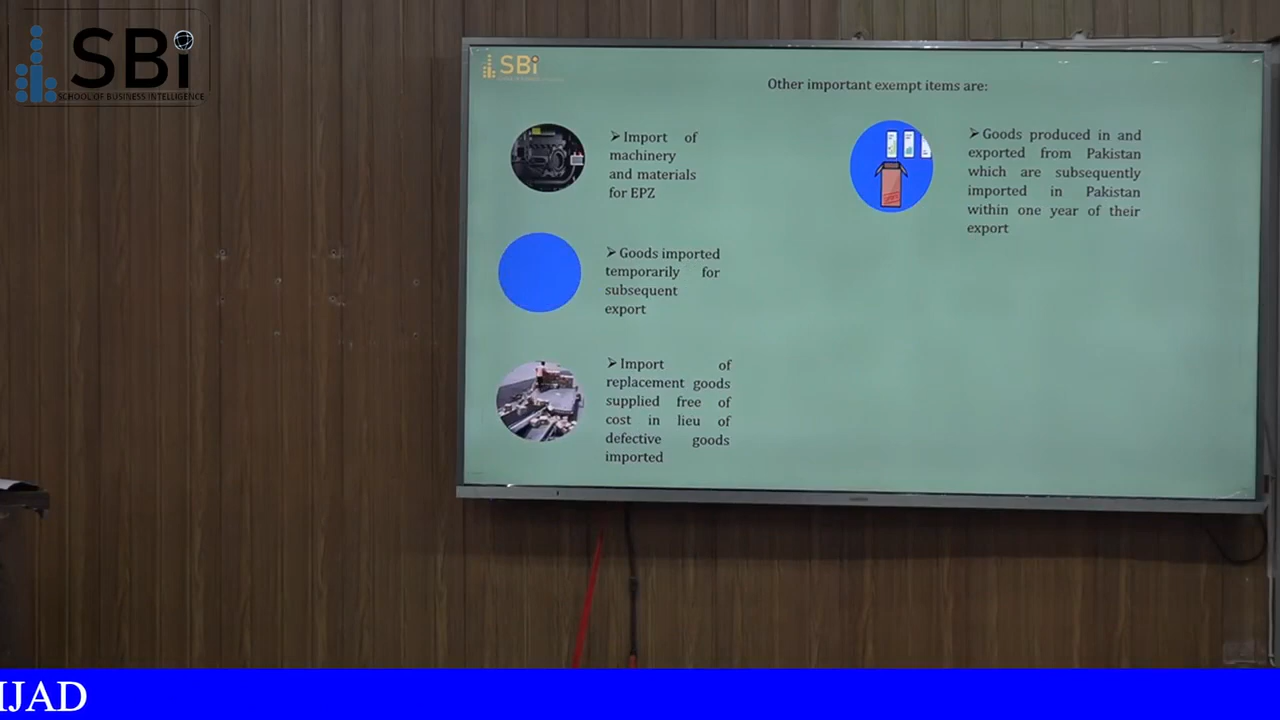 SBi
SCHOOL OF BUSINESS INTELLIGENCE
SBi
Other important exempt items are:
➢Import of
machinery
and materials
for EPZ
➢Goods imported
temporarily for
subsequent
export
➢Import of
replacement goods
supplied free of
cost in lieu of
defective goods
imported
➢Goods produced in and
exported from Pakistan
which are subsequently
imported in Pakistan
within one year of their
export
IJAD